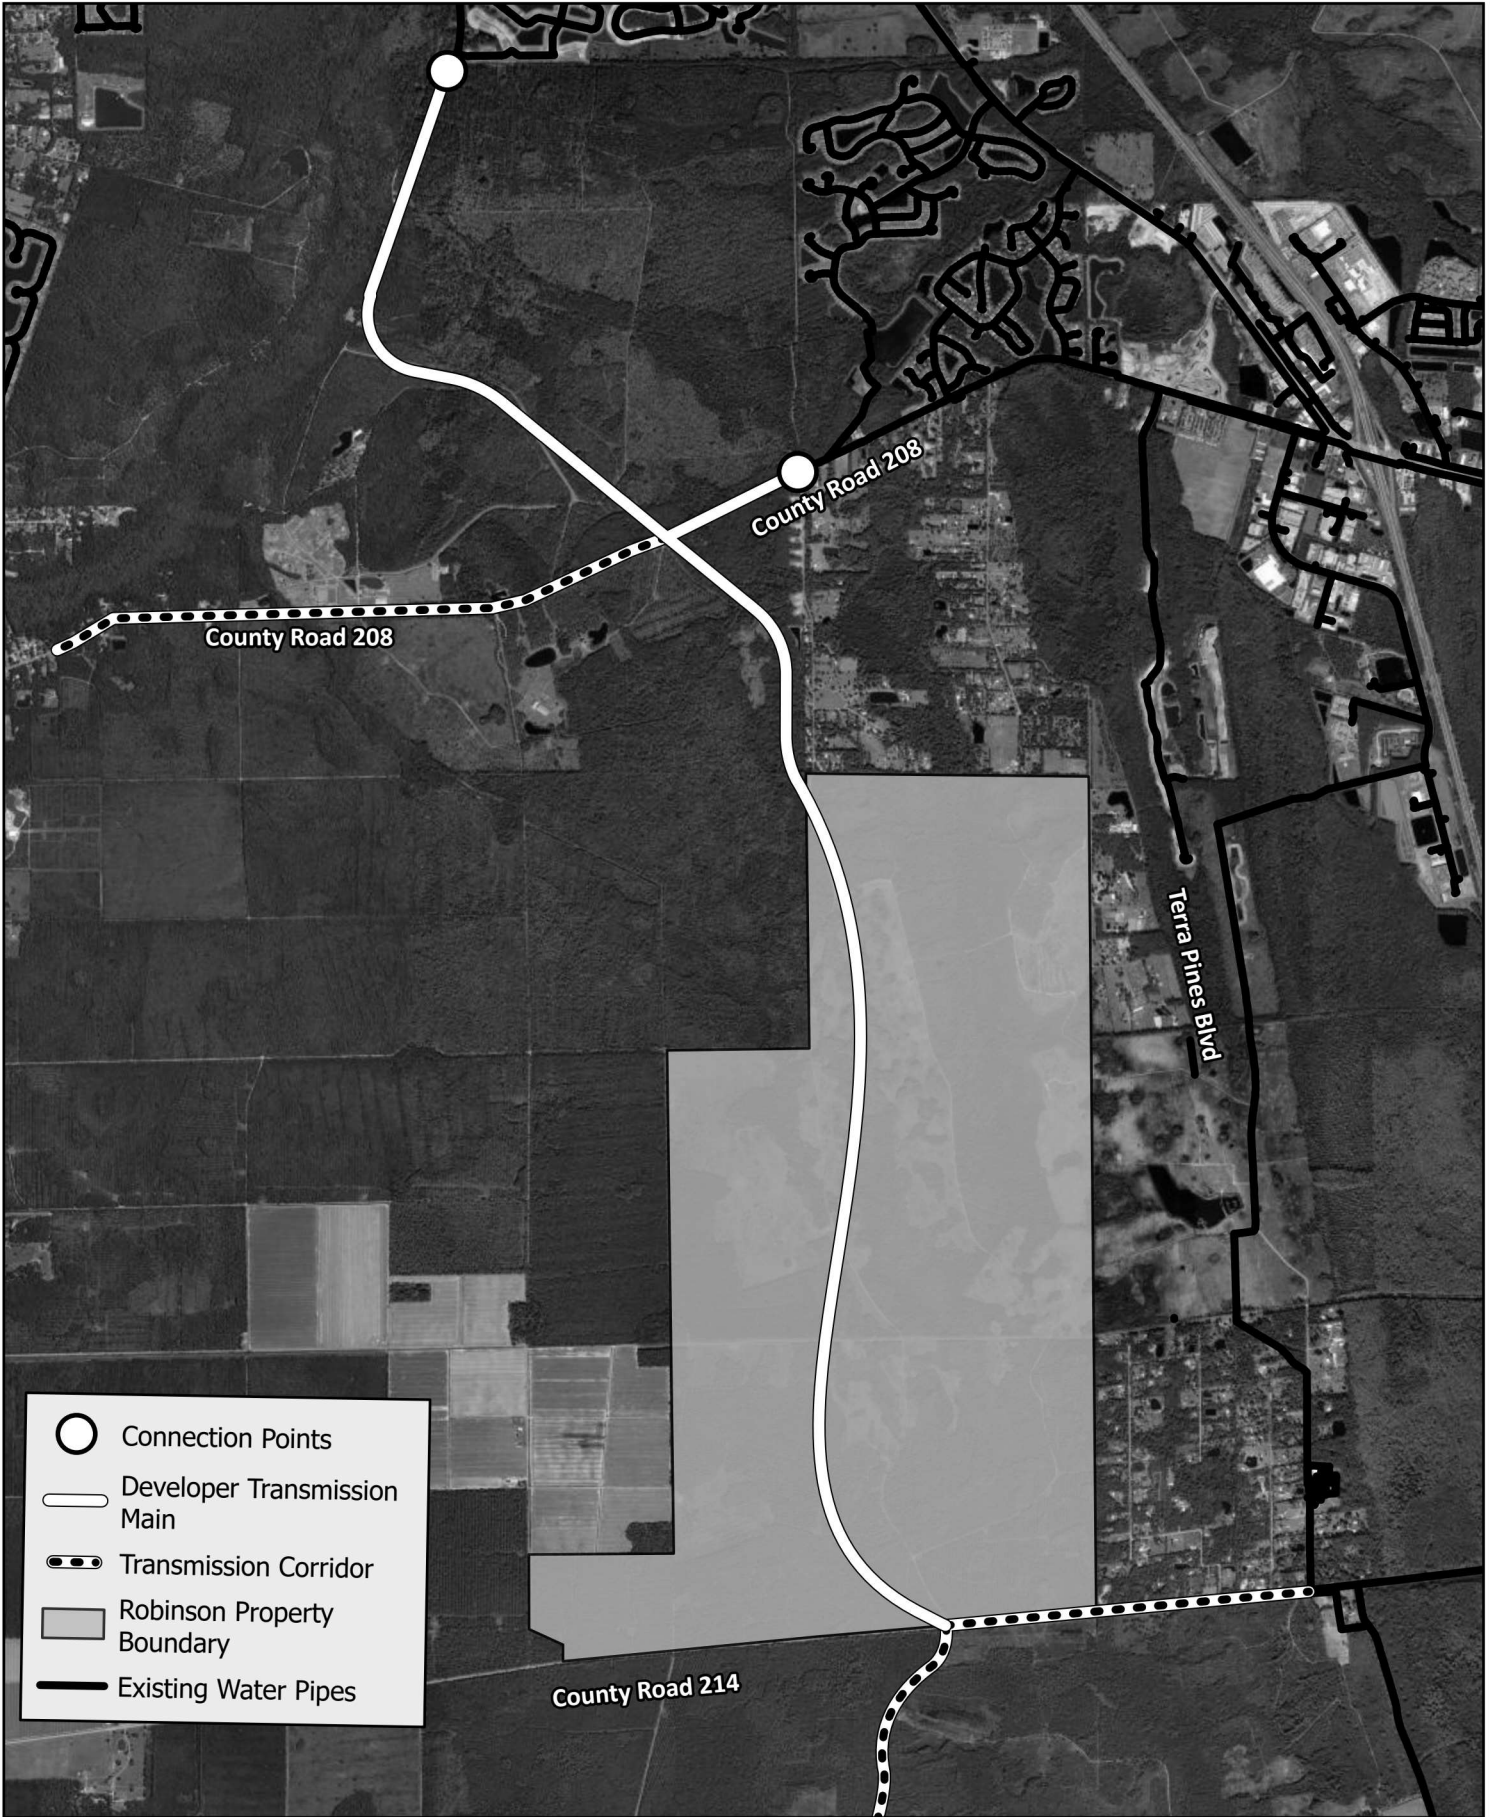 County Road 208
County Road 208
Terra Pines Blvd
Connection Points
Developer Transmission
Main
Transmission Corridor
Robinson Property
Boundary
Existing Water Pipes
County Road 214